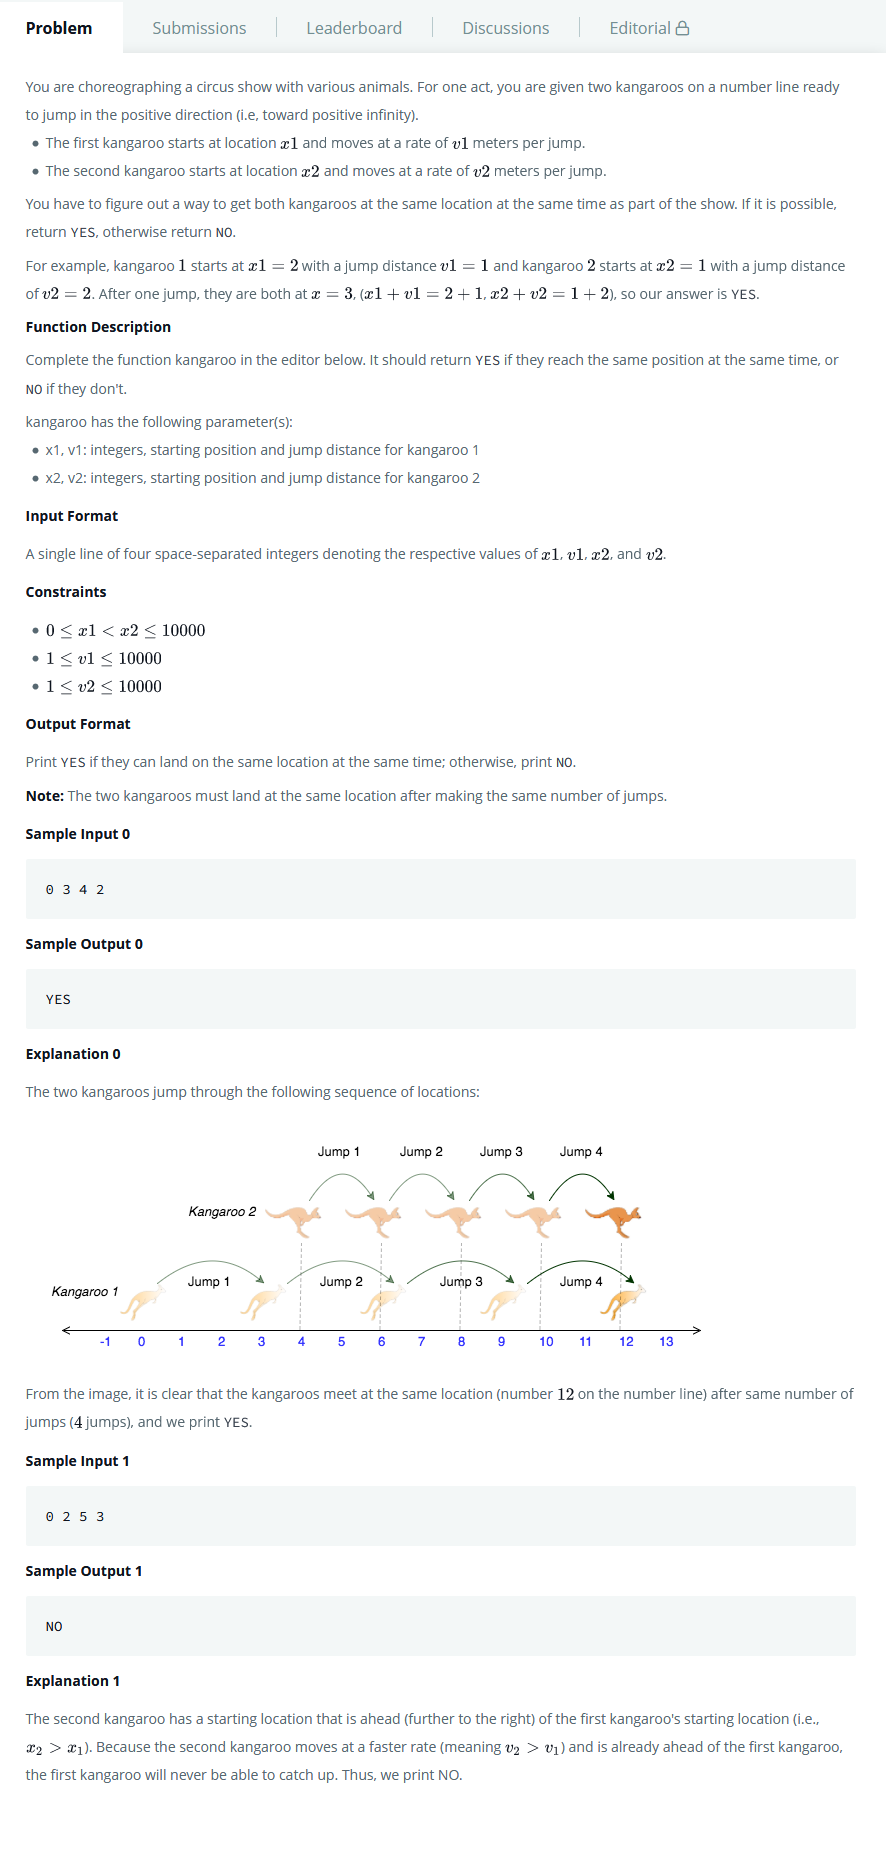 Problem Submissions Leaderboard Discussions Editorial
You are choreographing a circus show with various animals. For one act, you are given two kangaroos on a number line ready
to jump in the positive direction (i.e, toward positive infinity).
• The first kangaroo starts at location x1 and moves at a rate of v1 meters per jump.
• The second kangaroo starts at location x2 and moves at a rate of v2 meters per jump.
You have to figure out a way to get both kangaroos at the same location at the same time as part of the show. If it is possible,
return YES, otherwise return NO.
For example, kangaroo 1 starts at x1 = 2 with a jump distance v1 = 1 and kangaroo 2 starts at x2 = 1 with a jump distance
of v2 = 2. After one jump, they are both at x = 3, (x1 + v1 = 2 + 1, x2 + v2 = 1 + 2), so our answer is YES.
Function Description
Complete the function kangaroo in the editor below. It should return YES if they reach the same position at the same time, or
NO if they don't.
kangaroo has the following parameter(s):
• x1, v1: integers, starting position and jump distance for kangaroo 1
• x2, v2: integers, starting position and jump distance for kangaroo 2
Input Format
A single line of four space-separated integers denoting the respective values of x1, v1, x2, and v2.
Constraints
• 0 ≤ x1 < x2 ≤ 10000
• 1 ≤ v1 ≤ 10000
• 1 ≤ v2 ≤ 10000
Output Format
Print YES if they can land on the same location at the same time; otherwise, print NO.
Note: The two kangaroos must land at the same location after making the same number of jumps.
Sample Input 0
0 3 4 2
Sample Output 0
YES
Explanation 0
The two kangaroos jump through the following sequence of locations:
Jump 1 Jump 2 Jump 3 Jump 4
Kangaroo 2
Jump 1 Jump 2 Jump 3 Jump 4
Kangaroo 1
-1 0 1 2 3 4 5 6 7 8 9 10 11 12 13
From the image, it is clear that the kangaroos meet at the same location (number 12 on the number line) after same number of
jumps (4 jumps), and we print YES.
Sample Input 1
0 2 5 3
Sample Output 1
NO
Explanation 1
The second kangaroo has a starting location that is ahead (further to the right) of the first kangaroo's starting location (i.e.,
x₂ > x₁). Because the second kangaroo moves at a faster rate (meaning v₂ > v₁) and is already ahead of the first kangaroo,
the first kangaroo will never be able to catch up. Thus, we print NO.